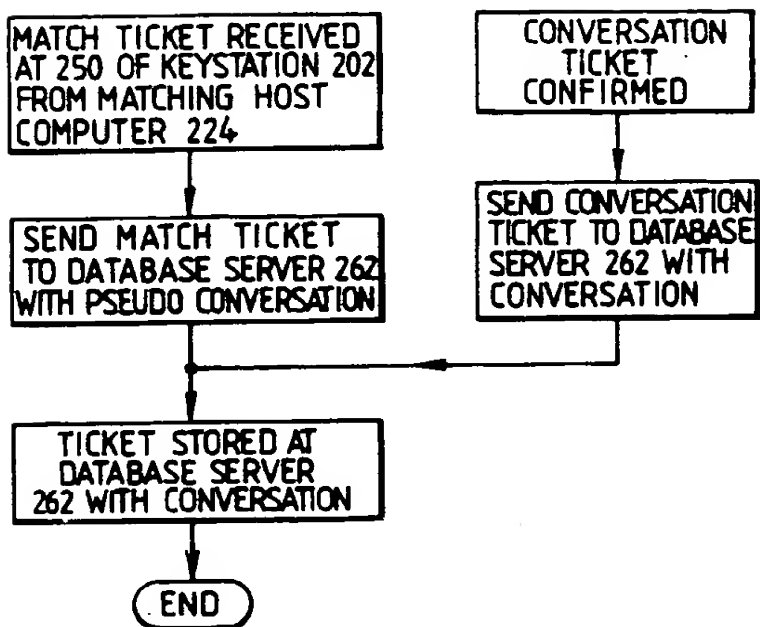 MATCH TICKET RECEIVED
AT 250 OF KEYSTATION 202
FROM MATCHING HOST
COMPUTER 224
CONVERSATION
TICKET
CONFIRMED
SEND MATCH TICKET
TO DATABASE SERVER 262
WITH PSEUDO CONVERSATION
SEND CONVERSATION
TICKET TO DATABASE
SERVER 262 WITH
CONVERSATION
TICKET STORED AT
DATABASE SERVER
262 WITH CONVERSATION
END